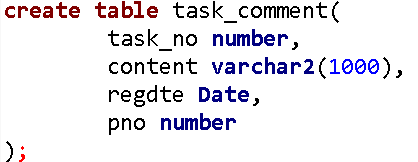 create table task_comment(
task_no number,
content varchar2(1000),
regdte Date,
pno number
);